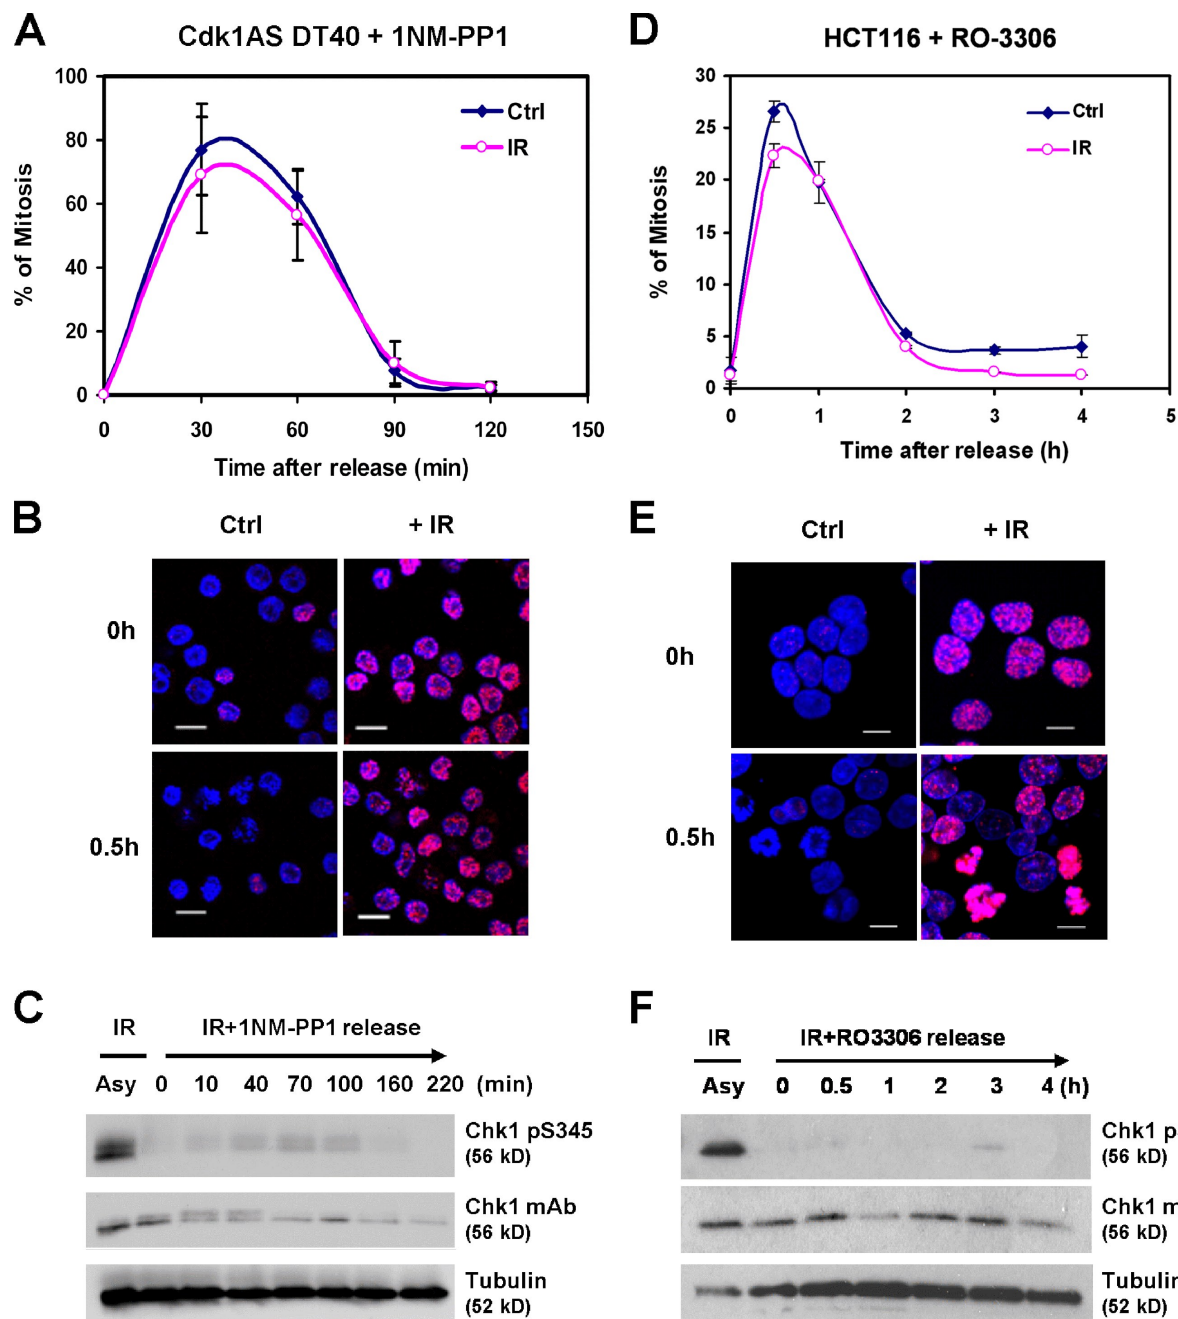 A
Cdk1AS DT40 + 1NM-PP1
100
80
60
40
20
0
% of Mitosis
Ctrl
IR
0 30 60 90 120 150
Time after release (min)
B
Ctrl + IR
0h
0.5h
C
IR IR+1NM-PP1 release
Asy 0 10 40 70 100 160 220 (min)
Chk1 pS345
(56 kD)
Chk1 mAb
(56 kD)
Tubulin
(52 kD)
D
HCT116 + RO-3306
30
25
20
15
10
5
0
% of Mitosis
Ctrl
IR
0 1 2 3 4 5
Time after release (h)
E
Ctrl + IR
0h
0.5h
F
IR IR+RO3306 release
Asy 0 0.5 1 2 3 4 (h)
Chk1 p
(56 kD)
Chk1 m
(56 kD)
Tubulin
(52 kD)